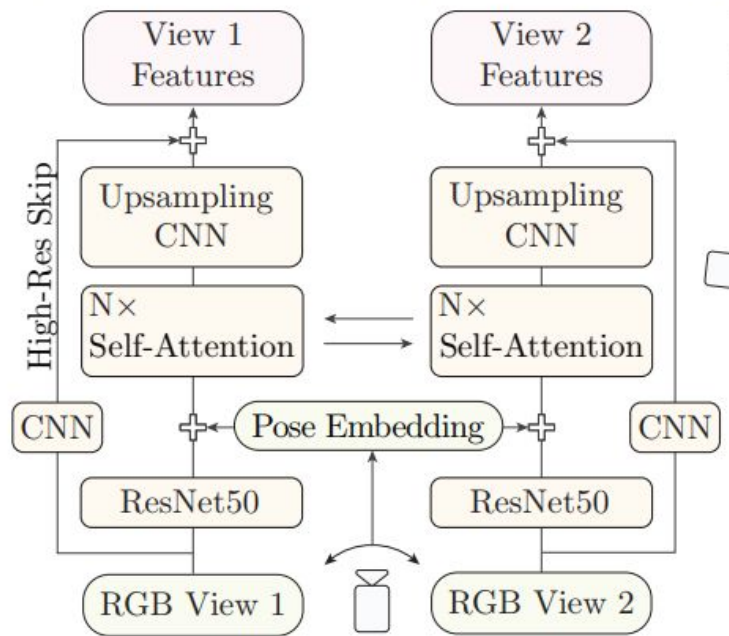 View 1
Features
View 2
Features
High-Res Skip
Upsampling
CNN
Upsampling
CNN
N×
Self-Attention
N×
Self-Attention
CNN
Pose Embedding
CNN
ResNet50
ResNet50
RGB View 1
RGB View 2